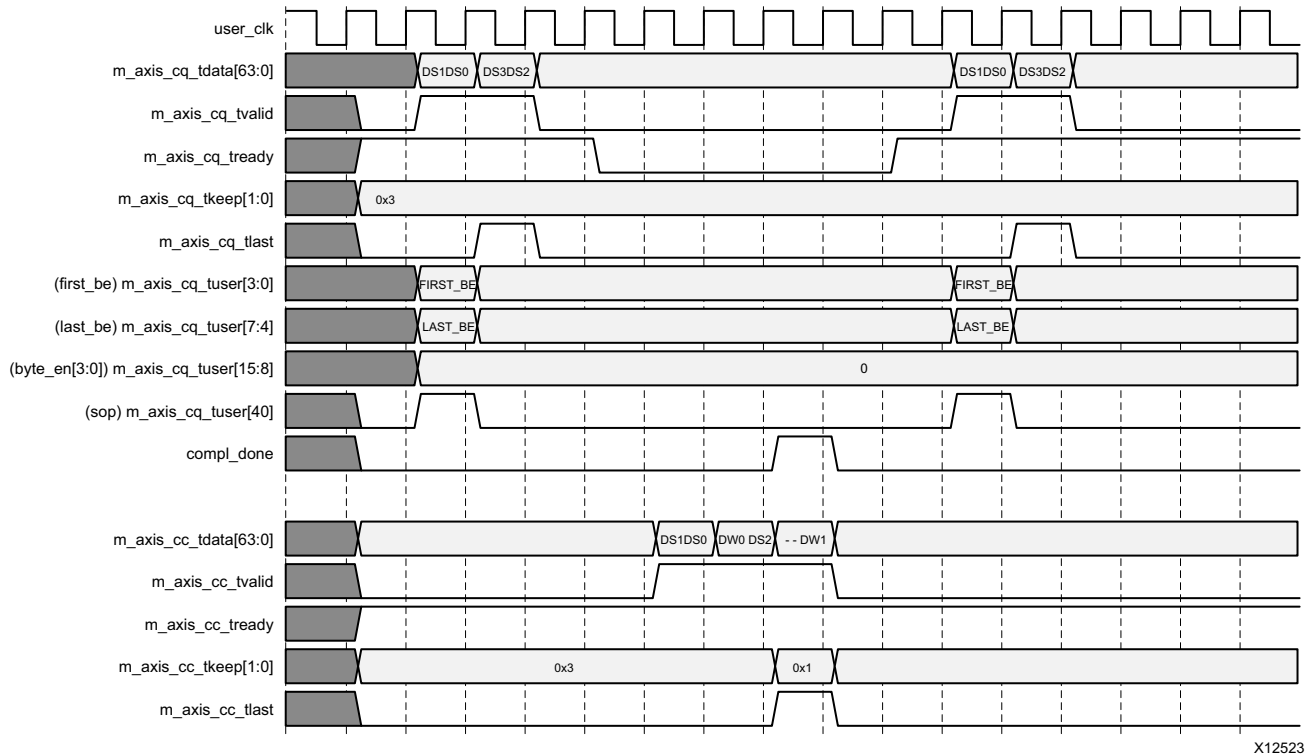 user_clk
m_axis_cq_tdata[63:0] DS1DS0 DS3DS2 DS1DS0 DS3DS2
m_axis_cq_tvalid
m_axis_cq_tready
m_axis_cq_tkeep[1:0] 0x3
m_axis_cq_tlast
(first_be) m_axis_cq_tuser[3:0] FIRST_BE FIRST_BE
(last_be) m_axis_cq_tuser[7:4] LAST_BE LAST_BE
(byte_en[3:0]) m_axis_cq_tuser[15:8] 0
(sop) m_axis_cq_tuser[40]
compl_done
m_axis_cc_tdata[63:0] DS1DS0 DW0 DS2 - - DW1
m_axis_cc_tvalid
m_axis_cc_tready
m_axis_cc_tkeep[1:0] 0x3 0x1
m_axis_cc_tlast
X12523